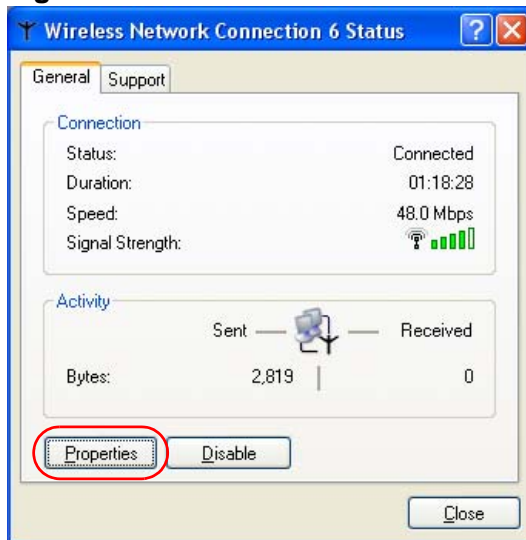 Wireless Network Connection 6 Status
General Support
Connection
Status: Connected
Duration: 01:18:28
Speed: 48.0 Mbps
Signal Strength:
Activity
Sent Received
Bytes: 2,819 0
Properties Disable
Close